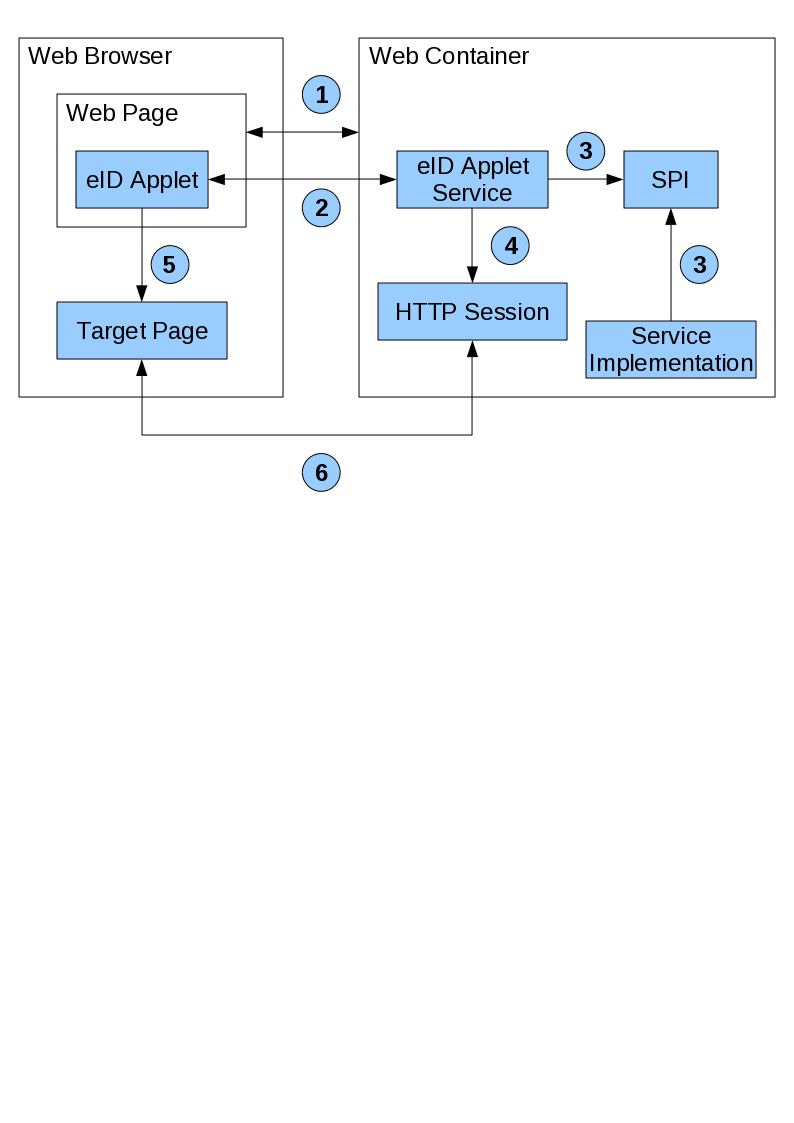 Web Browser
Web Container
Web Page
1
eID Applet
2
eID Applet
Service
3
SPI
4
3
5
HTTP Session
Target Page
Service
Implementation
6